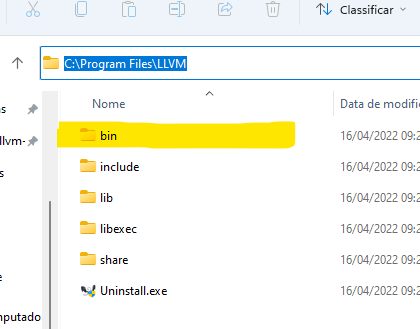 Classificar
C:\Program Files\LLVM
Nome
Data de modific
bin
16/04/2022 09:2
include
16/04/2022 09:2
lib
16/04/2022 09:2
libexec
16/04/2022 09:2
share
16/04/2022 09:2
Uninstall.exe
16/04/2022 09:2
as
llvm-
s
e
mputado